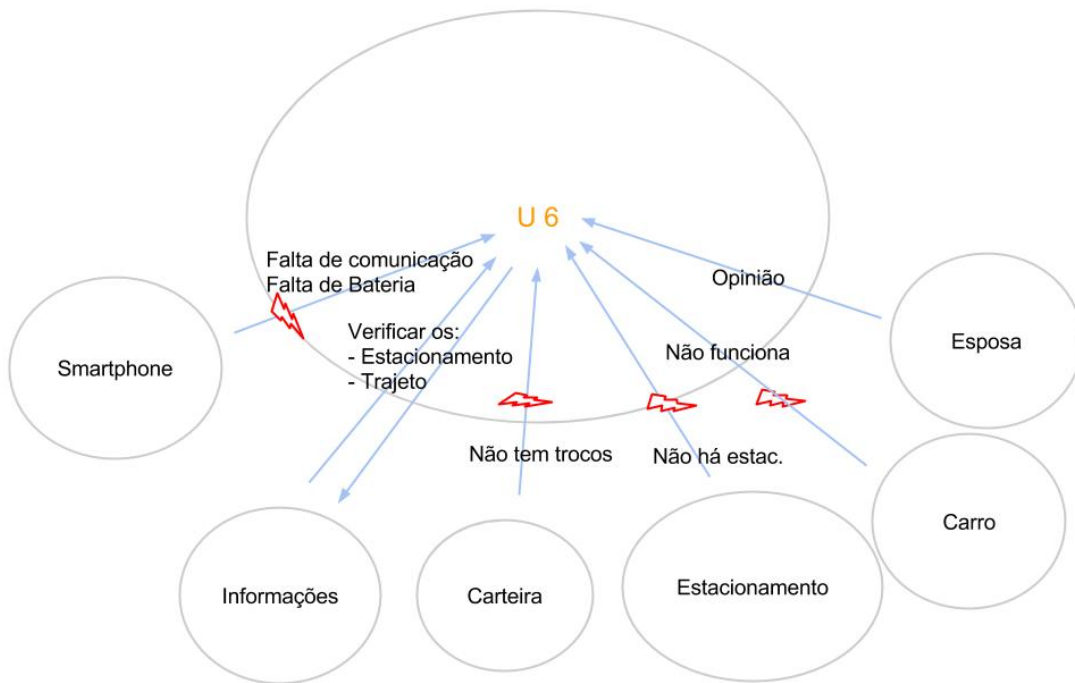 U 6
Falta de comunicação
Falta de Bateria
Opinião
Verificar os:
- Estacionamento
- Trajeto
Não funciona
Esposa
Smartphone
Não tem trocos
Não há estac.
Carro
Informações
Carteira
Estacionamento